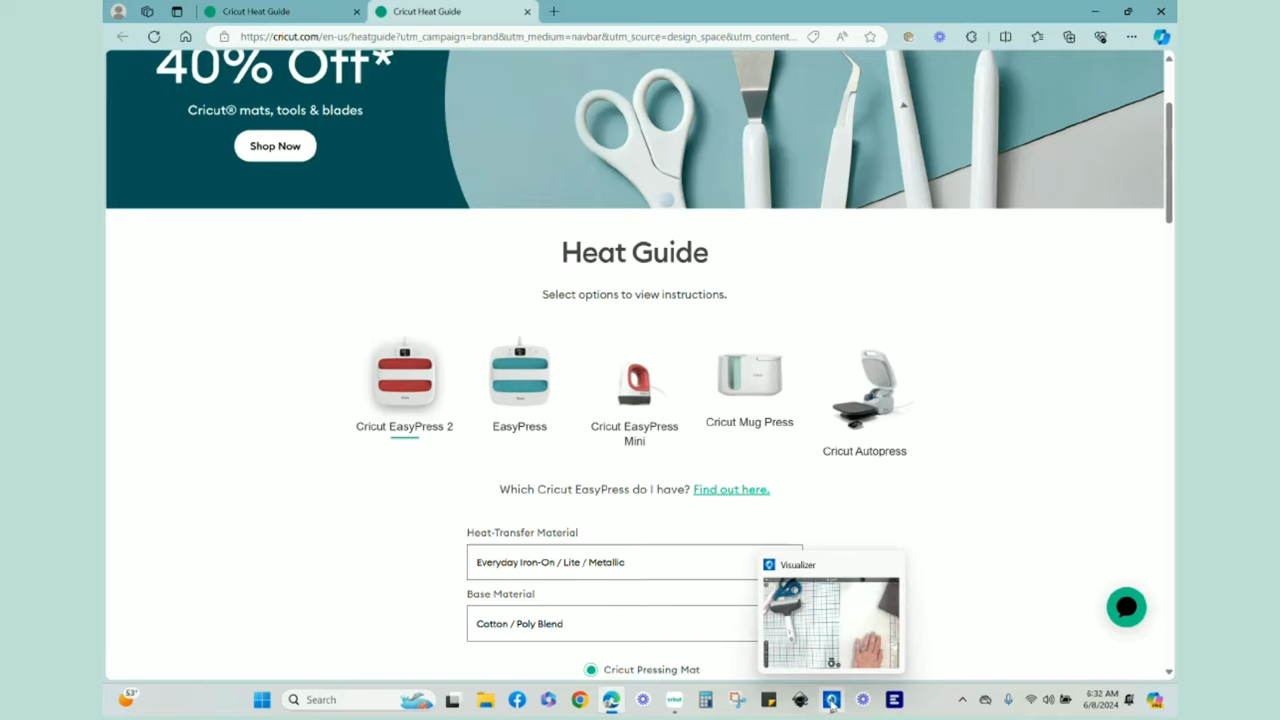 Cricut Heat Guide
Cricut Heat Guide
https://cricut.com/en-us/heatguide?utm_campaign=brand&utm_medium=navbar&utm_source=design_space&utm_content...
40% Off*
Cricut® mats, tools & blades
Shop Now
Heat Guide
Select options to view instructions.
Cricut EasyPress 2
EasyPress
Cricut EasyPress
Mini
Cricut Mug Press
Cricut Autopress
Which Cricut EasyPress do I have? Find out here.
Heat-Transfer Material
Everyday Iron-On / Lite / Metallic
Visualizer
Base Material
Cotton / Poly Blend
Cricut Pressing Mat
53°
Search
cricut
6:32 AM
6/8/2024